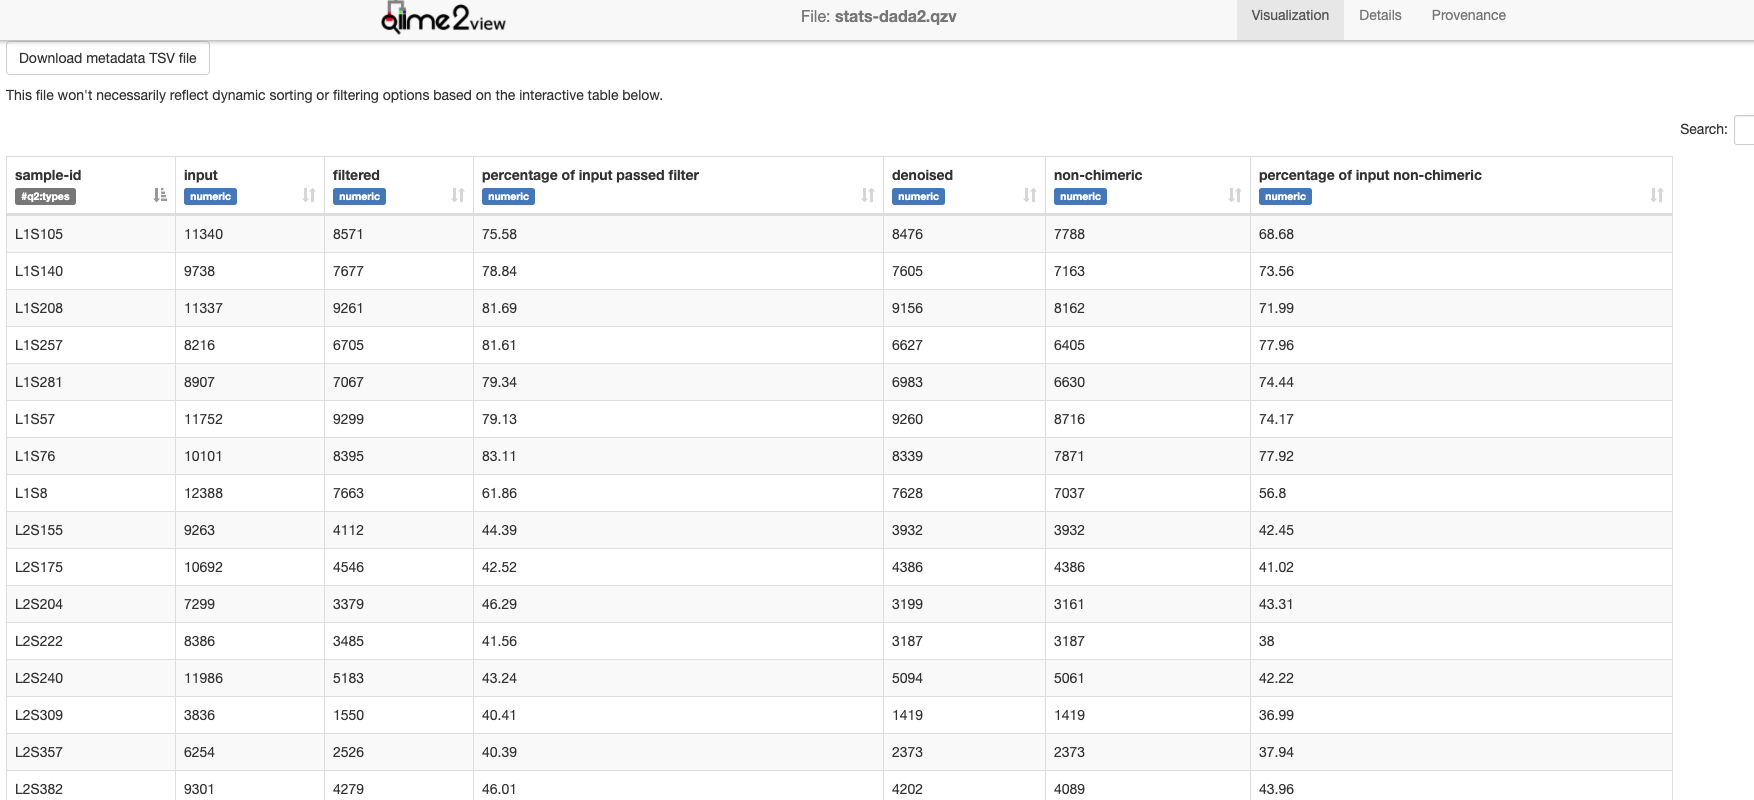 qiime2view File: stats-dada2.qzv Visualization Details Provenance
Download metadata TSV file
This file won't necessarily reflect dynamic sorting or filtering options based on the interactive table below.
Search:
sample-id input filtered percentage of input passed filter denoised non-chimeric percentage of input non-chimeric
#q2:types numeric numeric numeric numeric numeric numeric
L1S105 11340 8571 75.58 8476 7788 68.68
L1S140 9738 7677 78.84 7605 7163 73.56
L1S208 11337 9261 81.69 9156 8162 71.99
L1S257 8216 6705 81.61 6627 6405 77.96
L1S281 8907 7067 79.34 6983 6630 74.44
L1S57 11752 9299 79.13 9260 8716 74.17
L1S76 10101 8395 83.11 8339 7871 77.92
L1S8 12388 7663 61.86 7628 7037 56.8
L2S155 9263 4112 44.39 3932 3932 42.45
L2S175 10692 4546 42.52 4386 4386 41.02
L2S204 7299 3379 46.29 3199 3161 43.31
L2S222 8386 3485 41.56 3187 3187 38
L2S240 11986 5183 43.24 5094 5061 42.22
L2S309 3836 1550 40.41 1419 1419 36.99
L2S357 6254 2526 40.39 2373 2373 37.94
L2S382 9301 4279 46.01 4202 4089 43.96